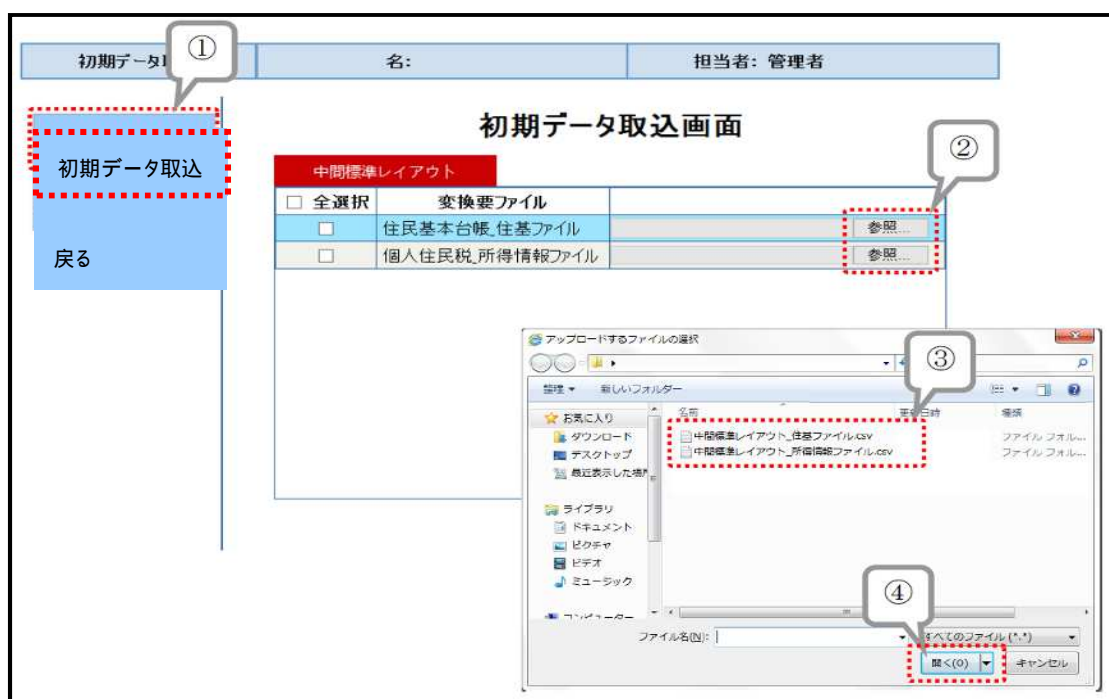 ①
初期データ取
名:
担当者: 管理者
初期データ取込
戻る
初期データ取込画面
②
中間標準レイアウト
全選択 変換要ファイル
住民基本台帳_住基ファイル 参照...
個人住民税_所得情報ファイル 参照...
アップロードするファイルの選択
③
整理 新しいフォルダー
お気に入り
ダウンロード
デスクトップ
最近表示した場所
ライブラリ
ドキュメント
ピクチャ
ビデオ
ミュージック
コンピューター
名前 更新日時 種類
中間標準レイアウト_住基ファイル.csv ファイル フォル...
中間標準レイアウト_所得情報ファイル.csv ファイル フォル...
④
ファイル名(N): すべてのファイル (*.*)
開く(O) キャンセル